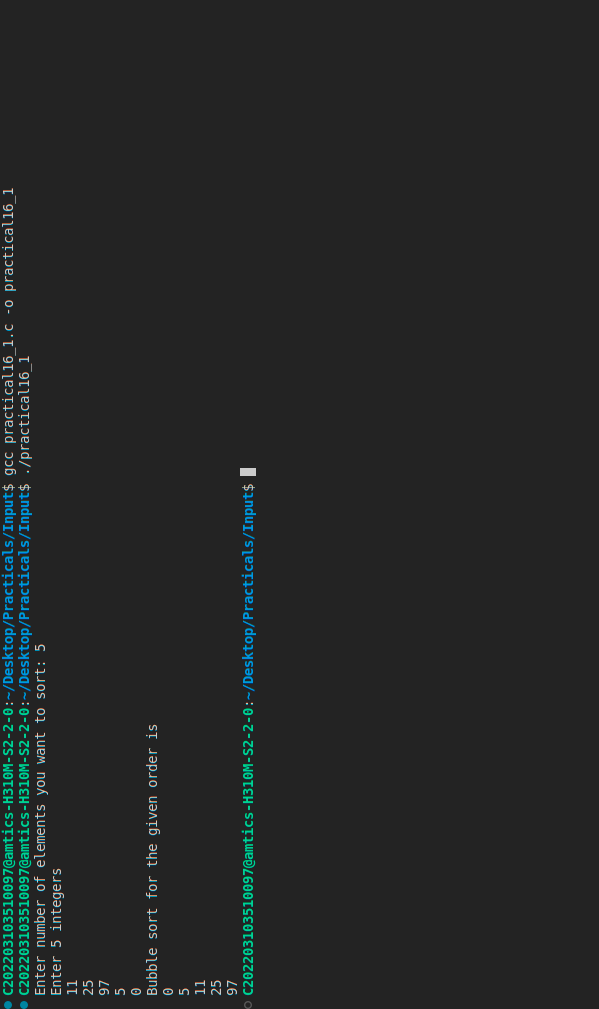 C202203103510097@amtics-H310M-S2-2-0:~/Desktop/Practicals/Input$ gcc practical16_1.c -o practical16_1
C202203103510097@amtics-H310M-S2-2-0:~/Desktop/Practicals/Input$ ./practical16_1
Enter number of elements you want to sort: 5
Enter 5 integers
11
25
97
5
0
Bubble sort for the given order is
0
5
11
25
97
C202203103510097@amtics-H310M-S2-2-0:~/Desktop/Practicals/Input$